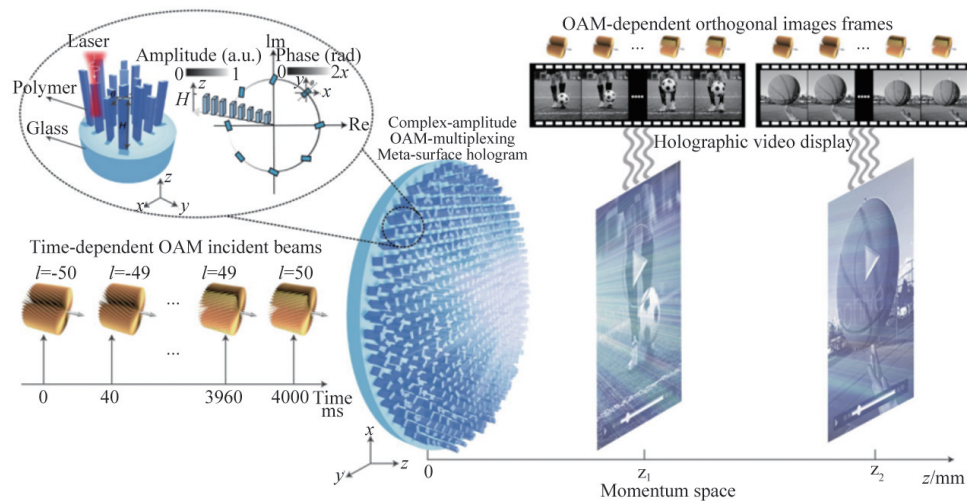 OAM-dependent orthogonal images frames
Laser
Polymer
Glass
H
Amplitude (a.u.)
0 1
z
H
Im
Phase (rad)
0 2x
y
x
Re
z
x
y
Complex-amplitude
OAM-multiplexing
Meta-surface hologram
Holographic video display
Time-dependent OAM incident beams
l=-50
l=-49
l=49
l=50
...
...
0
40
3960
4000
Time
ms
x
y
z
0
z₁
z₂
z/mm
Momentum space